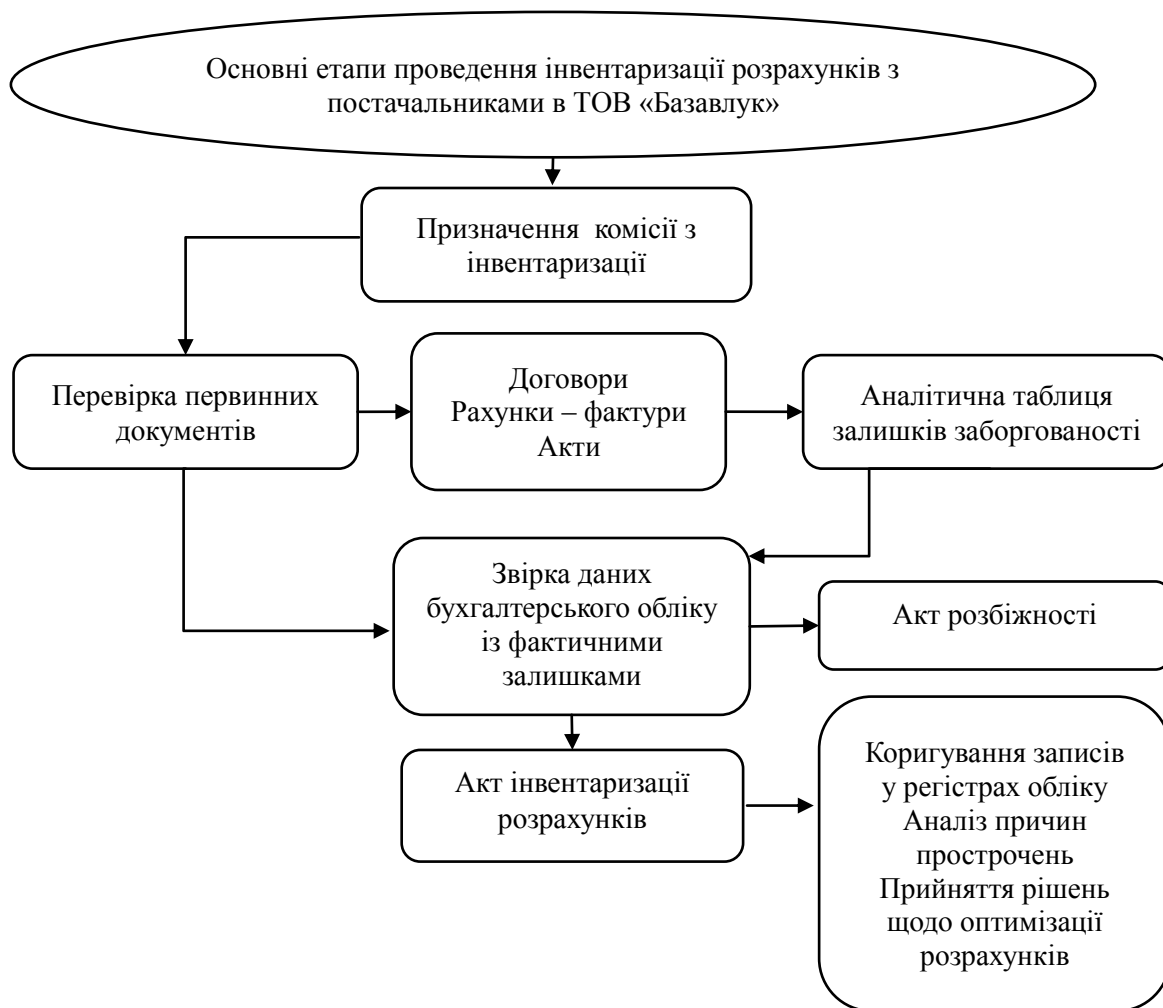 Основні етапи проведення інвентаризації розрахунків з
постачальниками в ТОВ «Базавлук»
Призначення комісії з
інвентаризації
Перевірка первинних
документів
Договори
Рахунки – фактури
Акти
Аналітична таблиця
залишків заборгованості
Звірка даних
бухгалтерського обліку
із фактичними
залишками
Акт розбіжності
Акт інвентаризації
розрахунків
Коригування записів
у регістрах обліку
Аналіз причин
прострочень
Прийняття рішень
щодо оптимізації
розрахунків